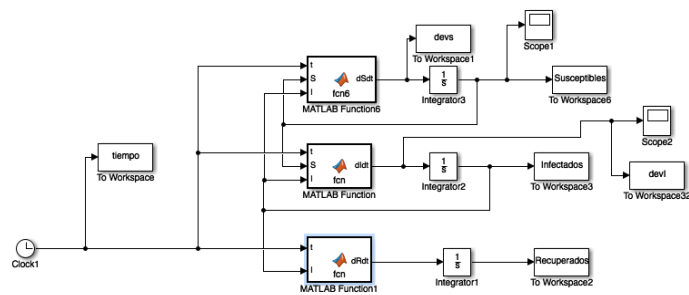 devs
To Workspace1
Scope1
t
S
I
fcn6
dSdt
MATLAB Function6
1
s
Integrator3
Susceptibles
To Workspace6
Scope2
tiempo
To Workspace
t
S
I
fcn
dIdt
MATLAB Function
1
s
Integrator2
Infectados
To Workspace3
devI
To Workspace32
Clock1
t
I
fcn
dRdt
MATLAB Function1
1
s
Integrator1
Recuperados
To Workspace2